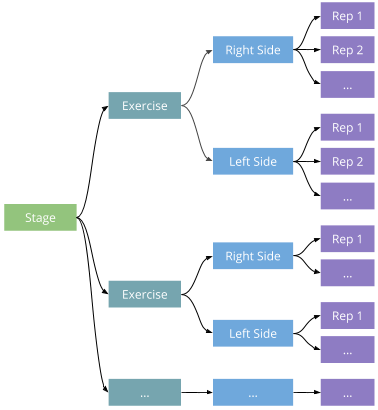 Rep 1
Right Side
Rep 2
...
Exercise
Rep 1
Left Side
Rep 2
...
Stage
Rep 1
Right Side
...
Exercise
Rep 1
Left Side
...
...
...
...